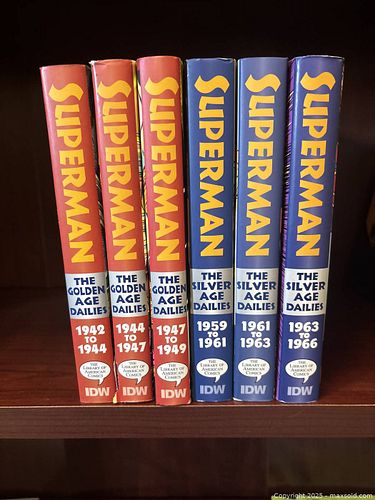 SUPERMAN
THE
GOLDEN
AGE
DAILIES
1942
TO
1944
THE
LIBRARY OF
AMERICAN
COMICS
IDW
SUPERMAN
THE
GOLDEN
AGE
DAILIES
1944
TO
1947
THE
LIBRARY OF
AMERICAN
COMICS
IDW
SUPERMAN
THE
GOLDEN
AGE
DAILIES
1947
TO
1949
THE
LIBRARY OF
AMERICAN
COMICS
IDW
SUPERMAN
THE
SILVER
AGE
DAILIES
1959
TO
1961
THE
LIBRARY OF
AMERICAN
COMICS
IDW
SUPERMAN
THE
SILVER
AGE
DAILIES
1961
TO
1963
THE
LIBRARY OF
AMERICAN
COMICS
IDW
SUPERMAN
THE
SILVER
AGE
DAILIES
1963
TO
1966
THE
LIBRARY OF
AMERICAN
COMICS
IDW
Copyright 2025 - maxsold.com